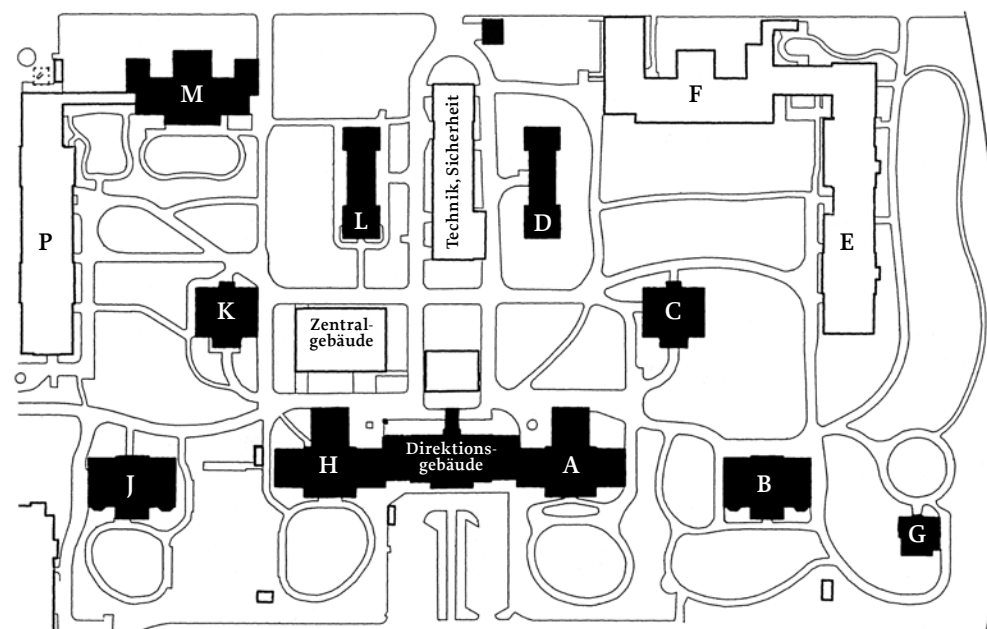 M
F
Technik, Sicherheit
L
D
P
E
K
C
Zentral-
gebäude
Direktions-
gebäude
H
A
J
B
G